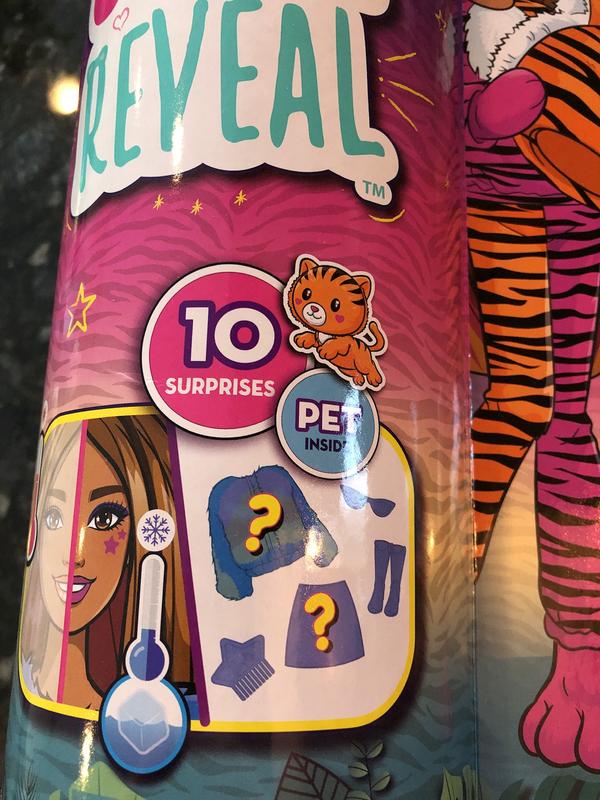 REVEAL
TM
10
SURPRISES
PET
INSIDE
?
?